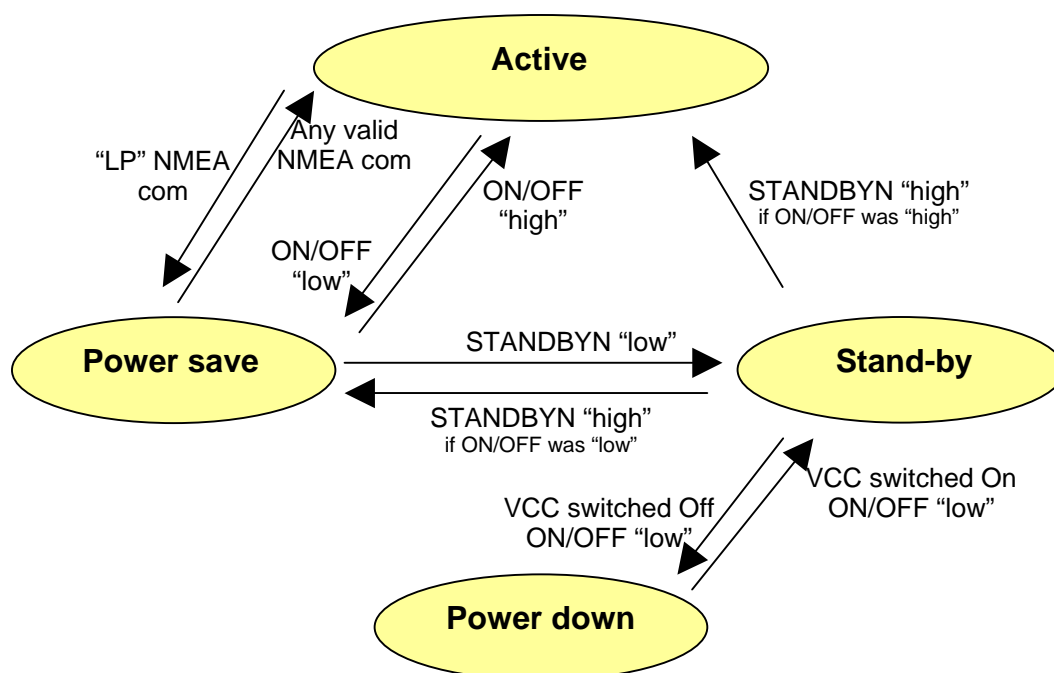 Active
“LP” NMEA
com
Any valid
NMEA com
ON/OFF
“low”
ON/OFF
“high”
STANDBYN “high”
if ON/OFF was “high”
Power save
STANDBYN “low”
Stand-by
STANDBYN “high”
if ON/OFF was “low”
VCC switched Off
ON/OFF “low”
VCC switched On
ON/OFF “low”
Power down